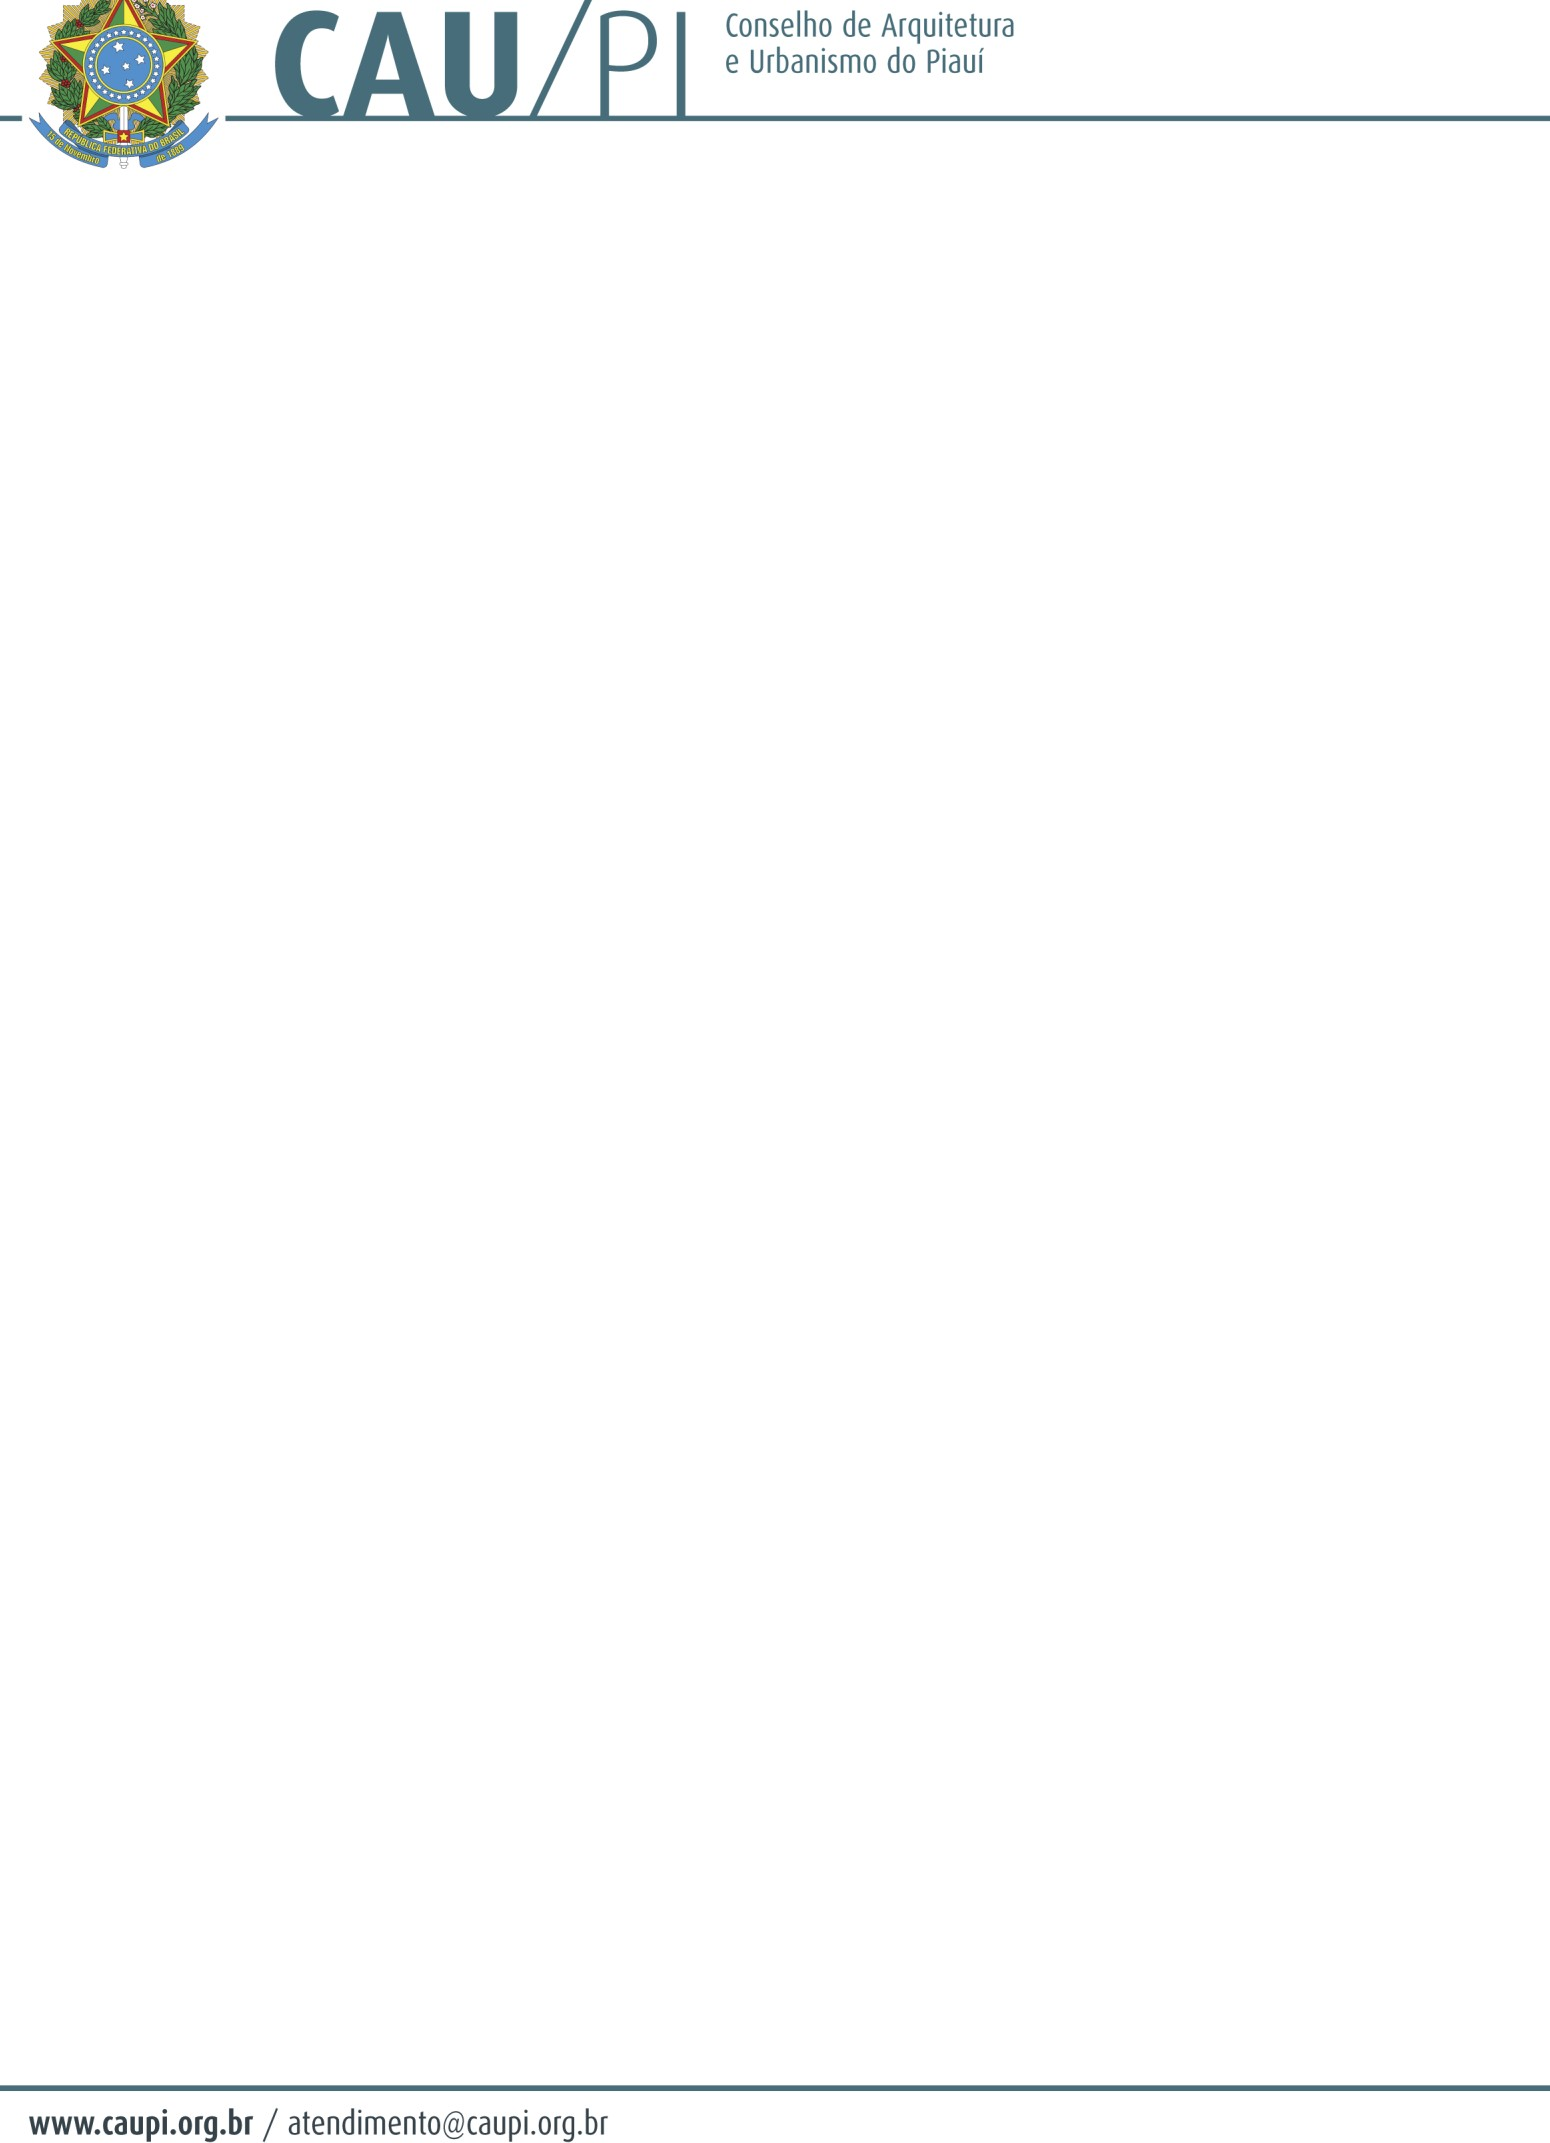 CAU/PI
Conselho de Arquitetura
e Urbanismo do Piauí
REPÚBLICA FEDERATIVA DO BRASIL
15 de Novembro de 1889
www.caupi.org.br / atendimento@caupi.org.br